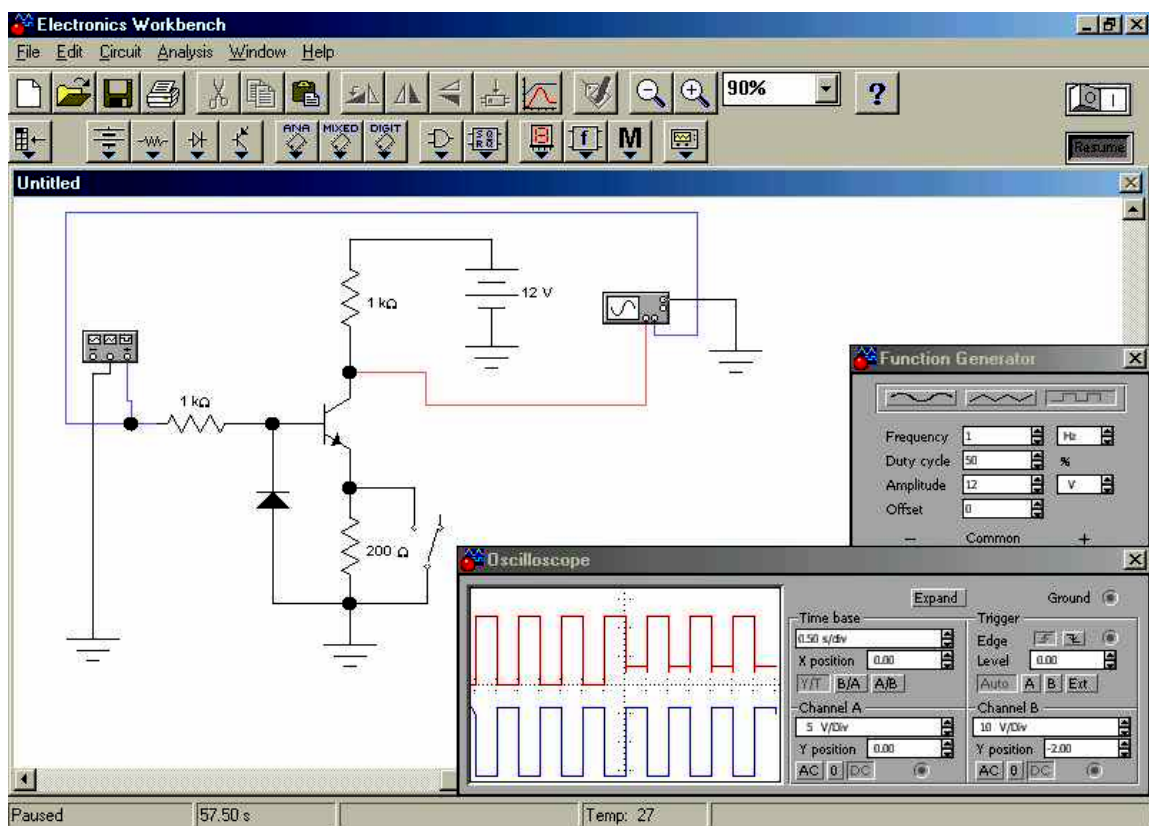 Electronics Workbench
File Edit Circuit Analysis Window Help
90%
?
ANA MIXED DIGIT
f M
Resume
Untitled
1 kΩ
12 V
1 kΩ
200 Ω
Function Generator
Frequency 1 Hz
Duty cycle 50 %
Amplitude 12 V
Offset 0
− Common +
Oscilloscope
Expand Ground
Time base
0.50 s/div
X position 0.00
Y/T B/A A/B
Trigger
Edge
Level 0.00
Auto A B Ext
Channel A
5 V/Div
Y position 0.00
AC 0 DC
Channel B
10 V/Div
Y position -2.00
AC 0 DC
Paused 57.50 s Temp: 27